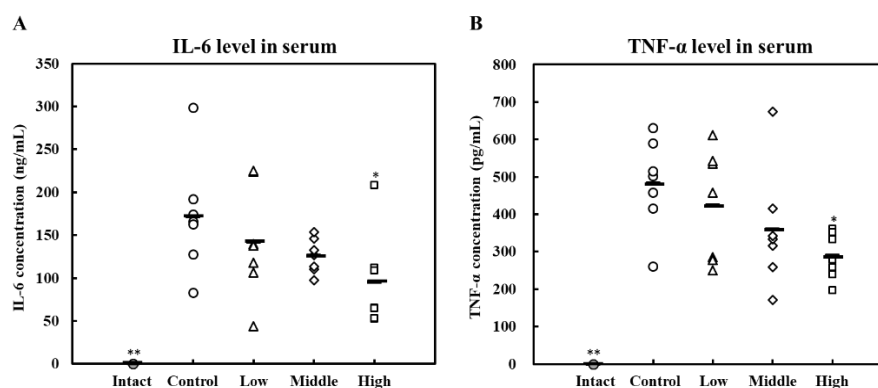 A
IL-6 level in serum
IL-6 concentration (ng/mL)
350
300
250
200
150
100
50
0
**
*
Intact Control Low Middle High
B
TNF-α level in serum
TNF-α concentration (pg/mL)
800
700
600
500
400
300
200
100
0
**
*
Intact Control Low Middle High